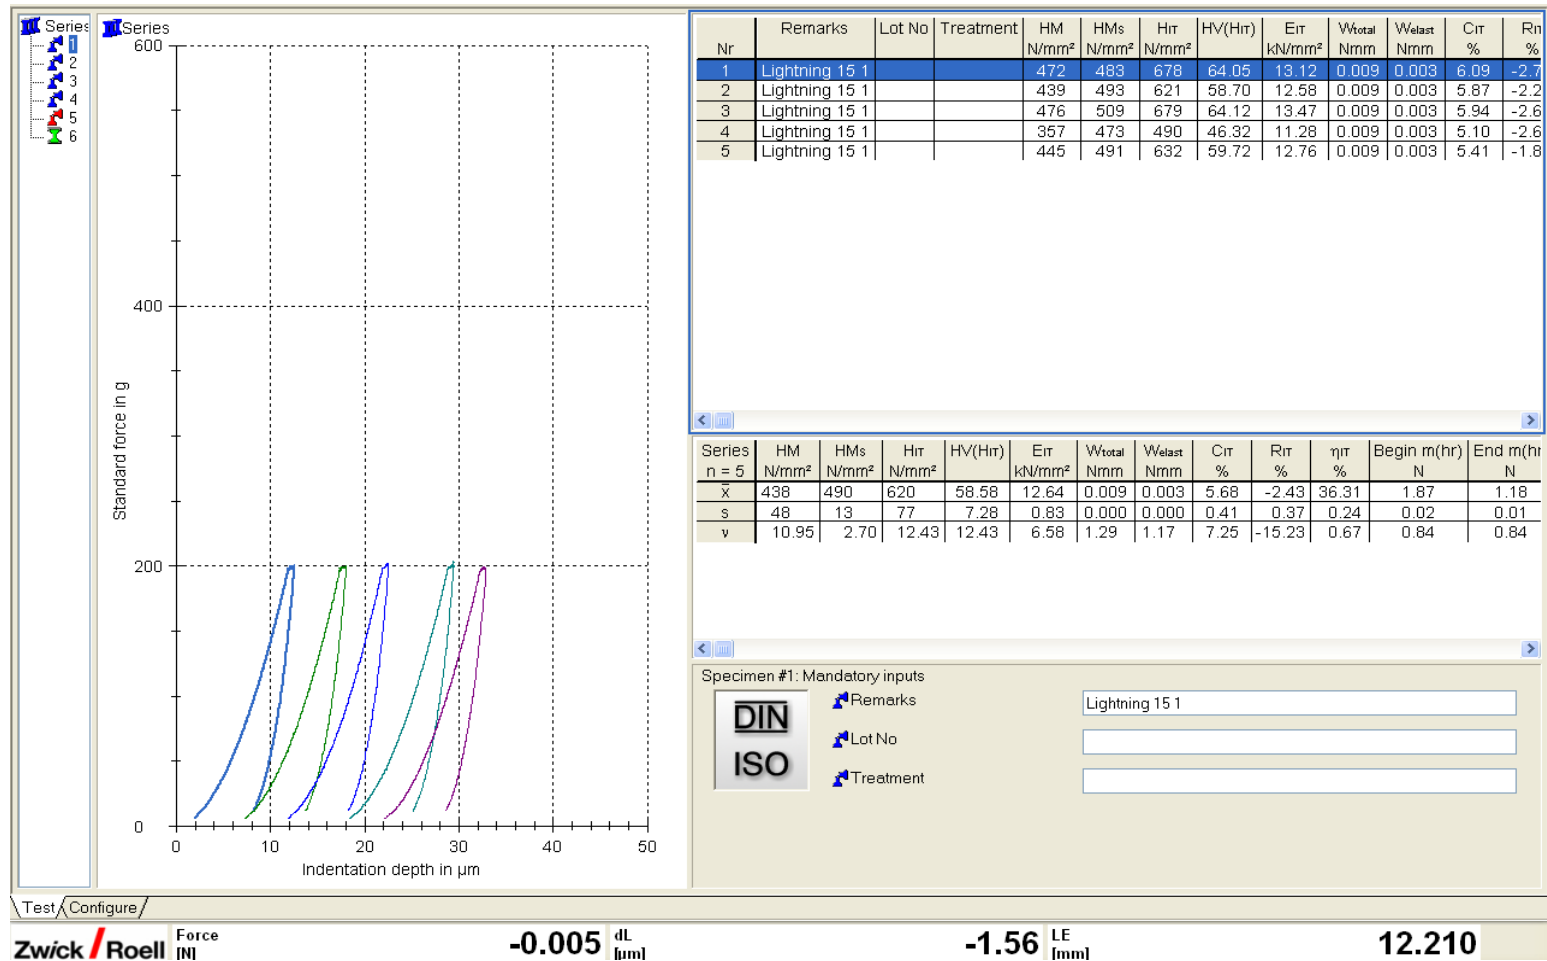 Series
1
2
3
4
5
6
Series
600
400
200
0
0 10 20 30 40 50
Standard force in g
Indentation depth in µm
Remarks Lot No Treatment HM HMs HIT HV(HIT) EIT Wtotal Welast CIT RIT
Nr N/mm² N/mm² N/mm² kN/mm² Nmm Nmm % %
1 Lightning 15 1 472 483 678 64.05 13.12 0.009 0.003 6.09 -2.7
2 Lightning 15 1 439 493 621 58.70 12.58 0.009 0.003 5.87 -2.2
3 Lightning 15 1 476 509 679 64.12 13.47 0.009 0.003 5.94 -2.6
4 Lightning 15 1 357 473 490 46.32 11.28 0.009 0.003 5.10 -2.6
5 Lightning 15 1 445 491 632 59.72 12.76 0.009 0.003 5.41 -1.8
Series HM HMs HIT HV(HIT) EIT Wtotal Welast CIT RIT ηIT Begin m(hr) End m(hr
n = 5 N/mm² N/mm² N/mm² kN/mm² Nmm Nmm % % % N N
x̄ 438 490 620 58.58 12.64 0.009 0.003 5.68 -2.43 36.31 1.87 1.18
s 48 13 77 7.28 0.83 0.000 0.000 0.41 0.37 0.24 0.02 0.01
ν 10.95 2.70 12.43 12.43 6.58 1.29 1.17 7.25 -15.23 0.67 0.84 0.84
Specimen #1: Mandatory inputs
DIN
ISO
Remarks Lightning 15 1
Lot No
Treatment
Test Configure
Zwick / Roell Force [N] -0.005 dL [µm] -1.56 LE [mm] 12.210